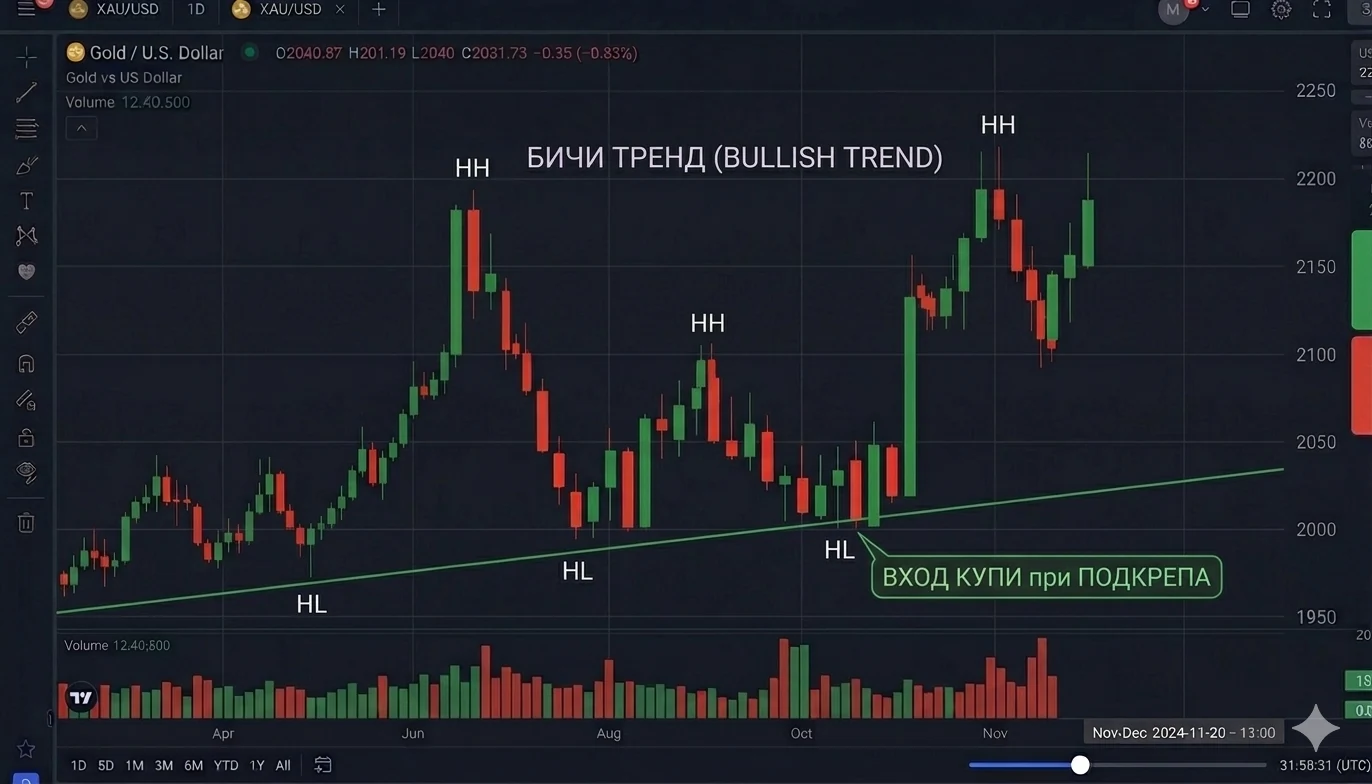 XAU/USD
1D
XAU/USD
M
Gold / U.S. Dollar
O2040.87 H201.19 L2040 C2031.73 −0.35 (−0.83%)
Gold vs US Dollar
Volume 12.40.500
HH
БИЧИ ТРЕНД (BULLISH TREND)
HH
HH
HL
HL
HL
ВХОД КУПИ при ПОДКРЕПА
2250
2200
2150
2100
2050
2000
1950
Volume 12.40;500
Apr
Jun
Aug
Oct
Nov
Nov-Dec 2024-11-20 – 13:00
1D 5D 1M 3M 6M YTD 1Y All
31:58:31 (UTC)